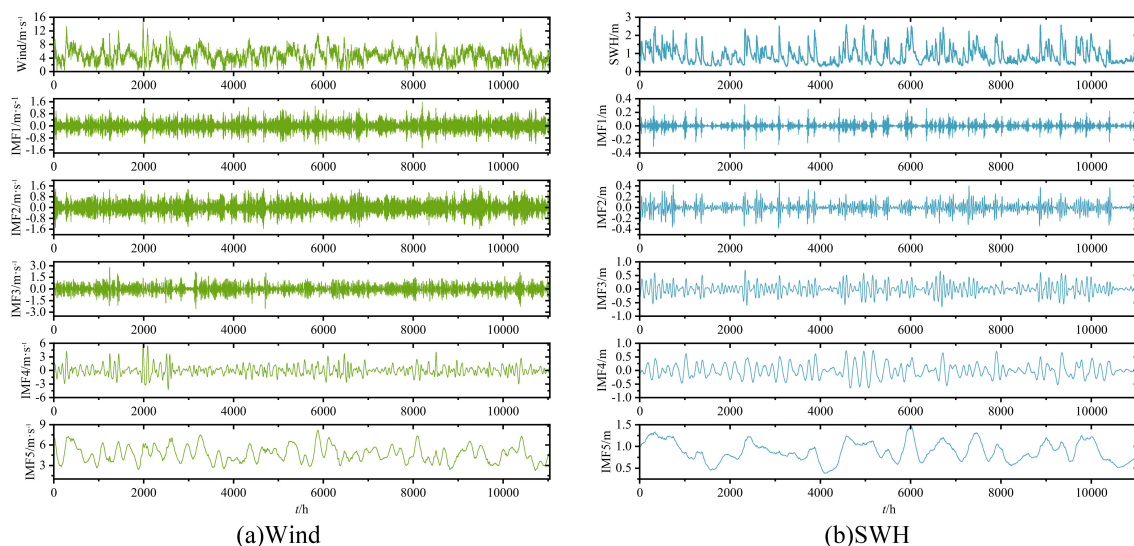 Wind/m·s⁻¹
16
12
8
4
0
0 2000 4000 6000 8000 10000
IMF1/m·s⁻¹
1.6
0.8
0.0
-0.8
-1.6
0 2000 4000 6000 8000 10000
IMF2/m·s⁻¹
1.6
0.8
0.0
-0.8
-1.6
0 2000 4000 6000 8000 10000
IMF3/m·s⁻¹
3.0
1.5
0.0
-1.5
-3.0
0 2000 4000 6000 8000 10000
IMF4/m·s⁻¹
6
3
0
-3
-6
0 2000 4000 6000 8000 10000
IMF5/m·s⁻¹
9
6
3
0 2000 4000 6000 8000 10000
t/h
(a)Wind
SWH/m
3
2
1
0
0 2000 4000 6000 8000 10000
IMF1/m
0.4
0.2
0.0
-0.2
-0.4
0 2000 4000 6000 8000 10000
IMF2/m
0.4
0.2
0.0
-0.2
-0.4
0 2000 4000 6000 8000 10000
IMF3/m
1.0
0.5
0.0
-0.5
-1.0
0 2000 4000 6000 8000 10000
IMF4/m
1.0
0.5
0.0
-0.5
-1.0
0 2000 4000 6000 8000 10000
IMF5/m
1.5
1.0
0.5
0 2000 4000 6000 8000 10000
t/h
(b)SWH